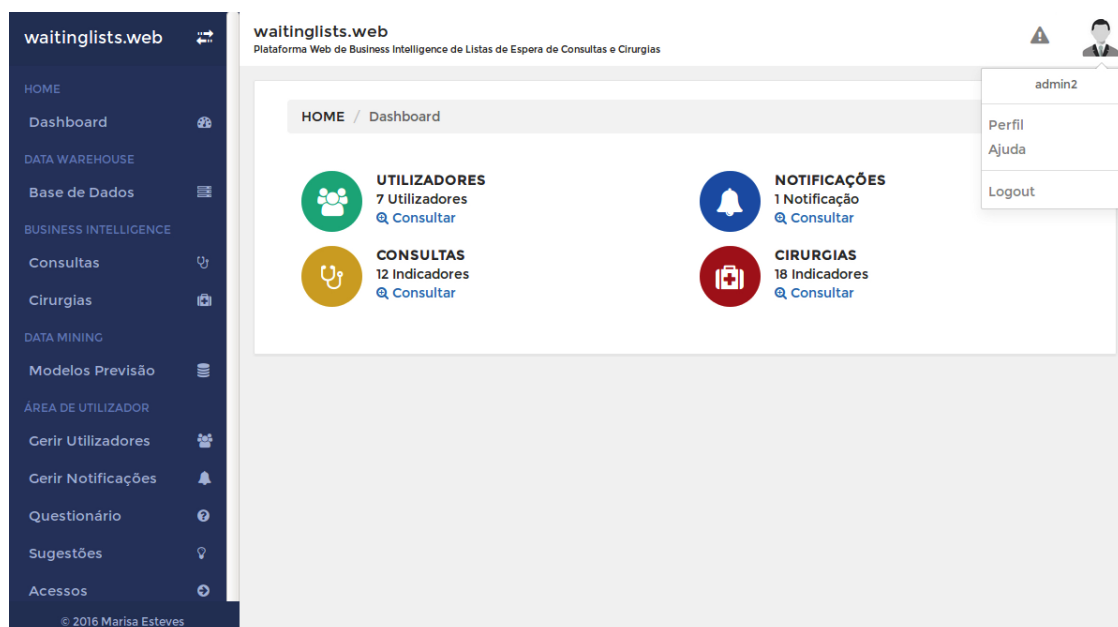 waitinglists.web
HOME
Dashboard
DATA WAREHOUSE
Base de Dados
BUSINESS INTELLIGENCE
Consultas
Cirurgias
DATA MINING
Modelos Previsão
ÁREA DE UTILIZADOR
Gerir Utilizadores
Gerir Notificações
Questionário
Sugestões
Acessos
© 2016 Marisa Esteves
waitinglists.web
Plataforma Web de Business Intelligence de Listas de Espera de Consultas e Cirurgias
admin2
Perfil
Ajuda
Logout
HOME / Dashboard
UTILIZADORES
7 Utilizadores
Consultar
NOTIFICAÇÕES
1 Notificação
Consultar
CONSULTAS
12 Indicadores
Consultar
CIRURGIAS
18 Indicadores
Consultar